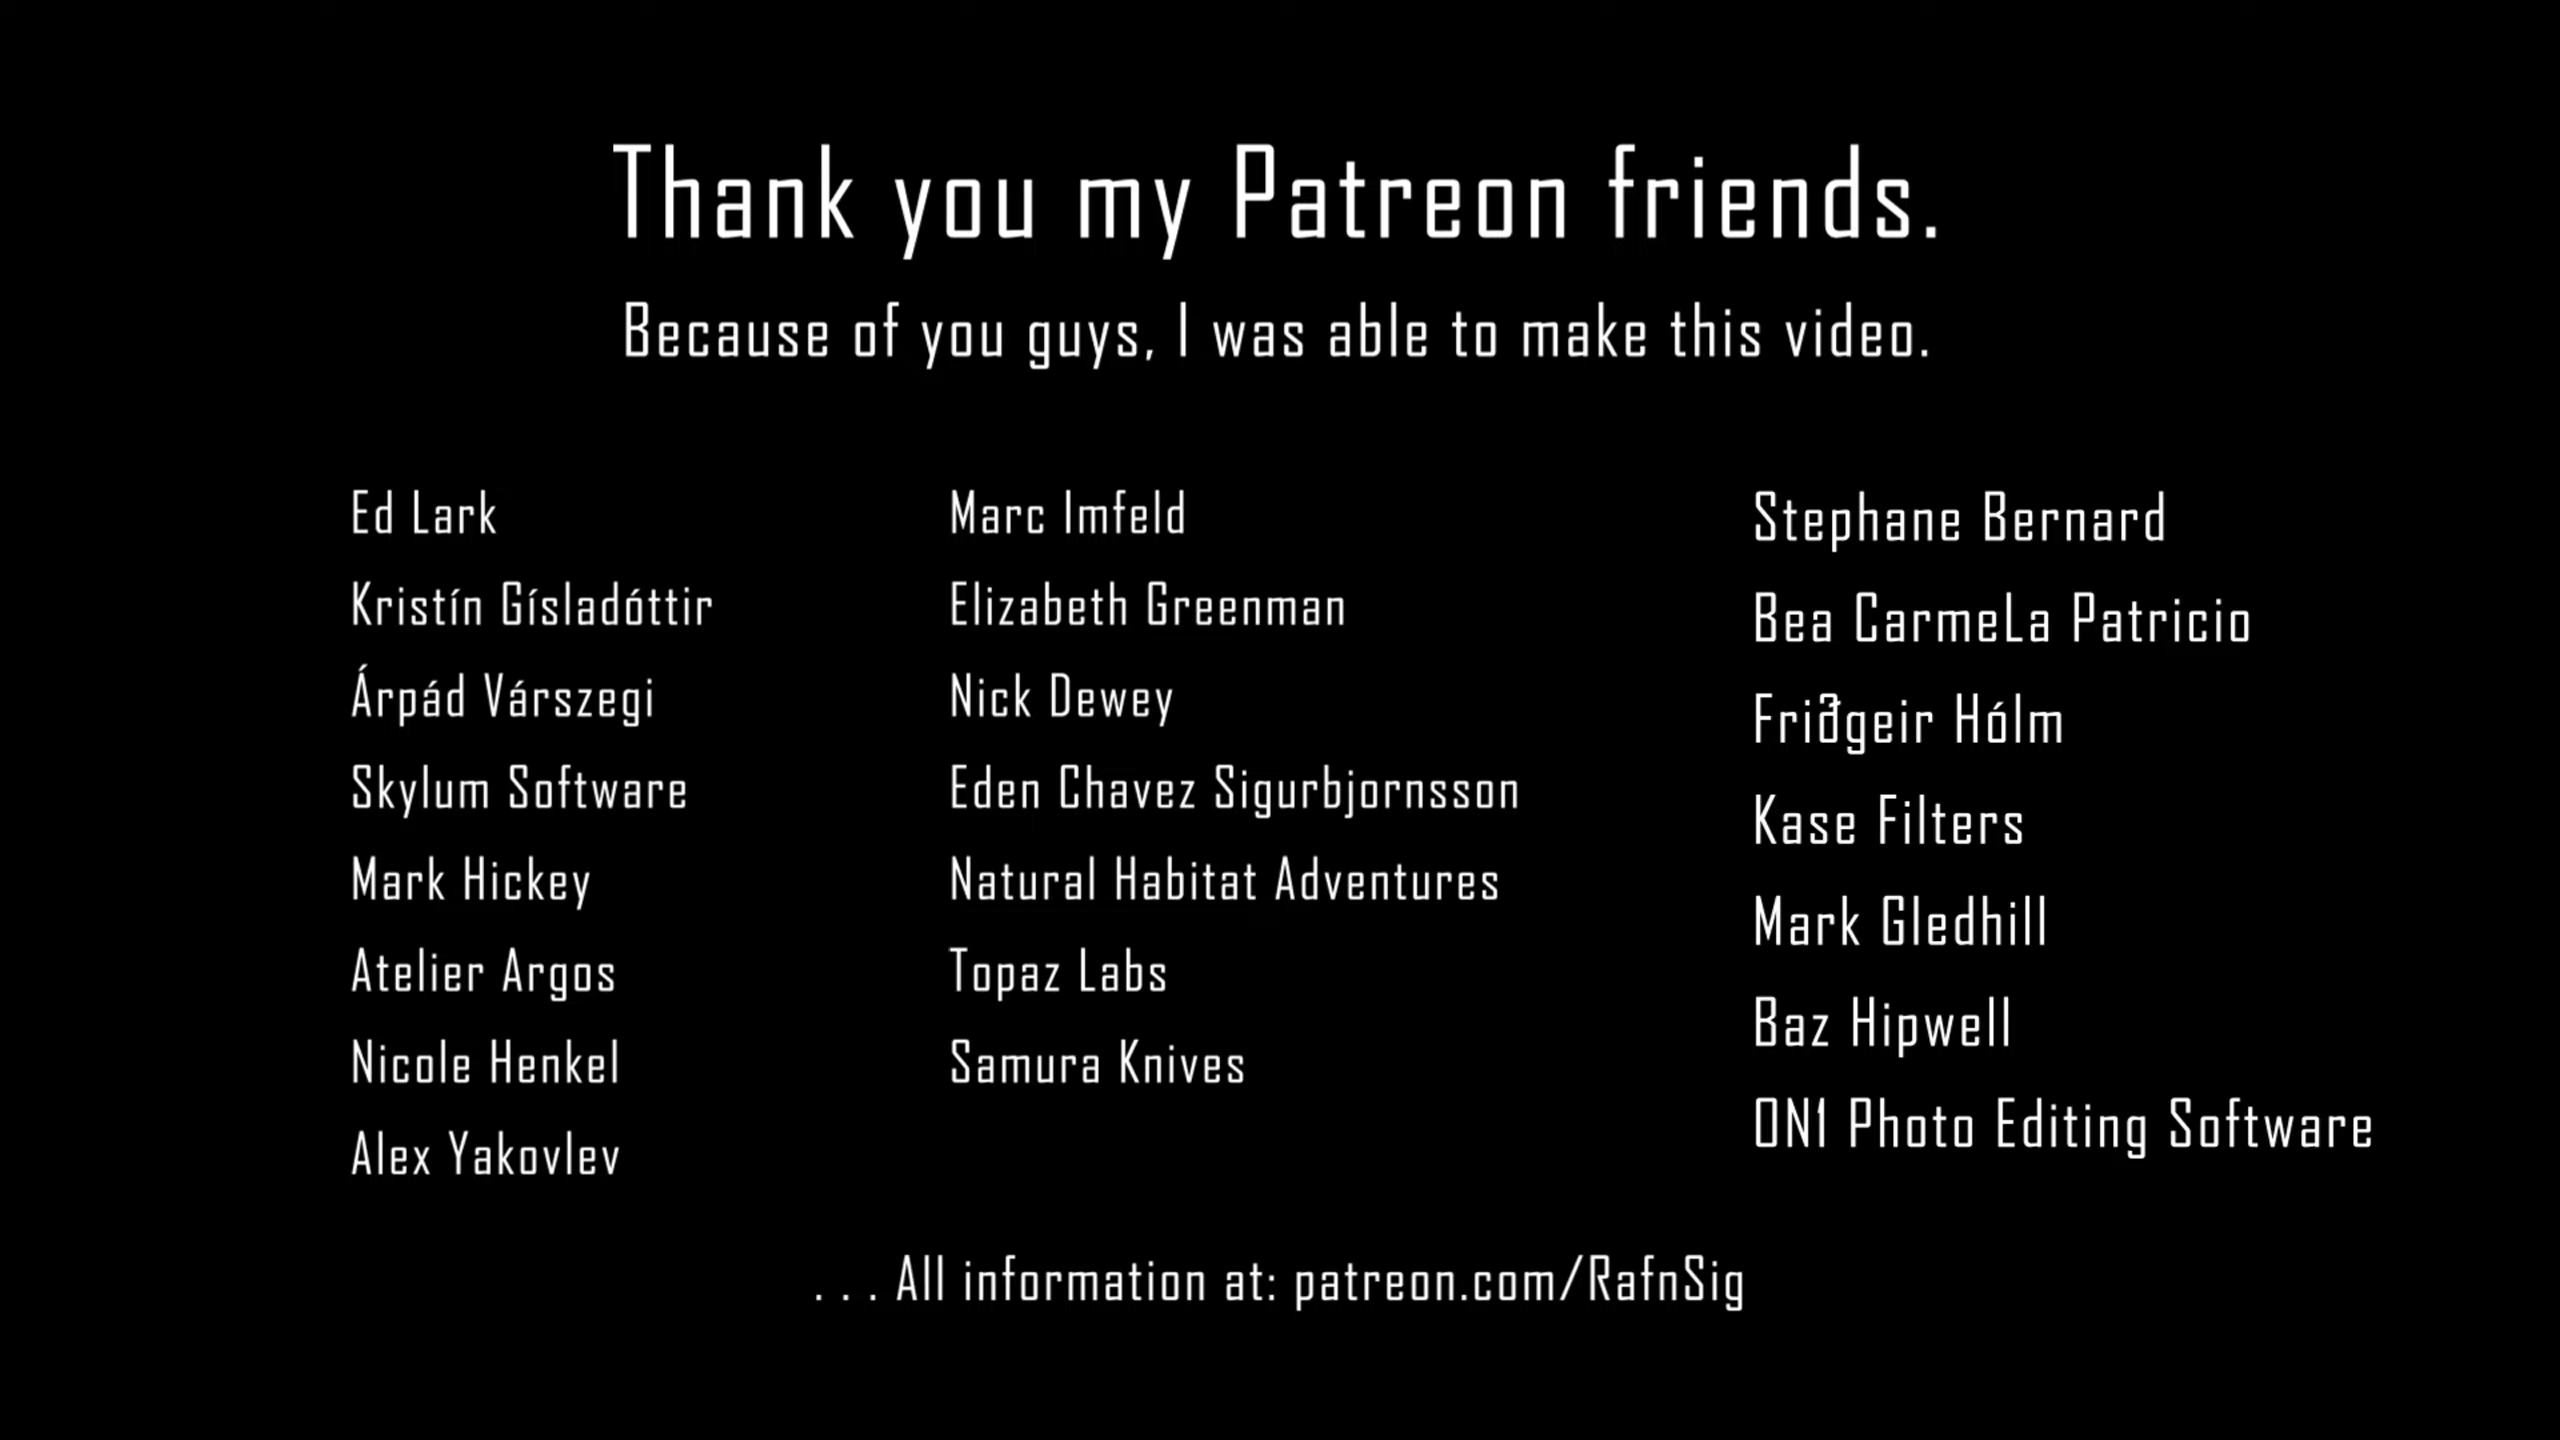 Thank you my Patreon friends.
Because of you guys, I was able to make this video.
Ed Lark
Kristín Gísladóttir
Árpád Várszegi
Skylum Software
Mark Hickey
Atelier Argos
Nicole Henkel
Alex Yakovlev
Marc Imfeld
Elizabeth Greenman
Nick Dewey
Eden Chavez Sigurbjornsson
Natural Habitat Adventures
Topaz Labs
Samura Knives
Stephane Bernard
Bea CarmeLa Patricio
Friðgeir Hólm
Kase Filters
Mark Gledhill
Baz Hipwell
ON1 Photo Editing Software
. . . All information at: patreon.com/RafnSig